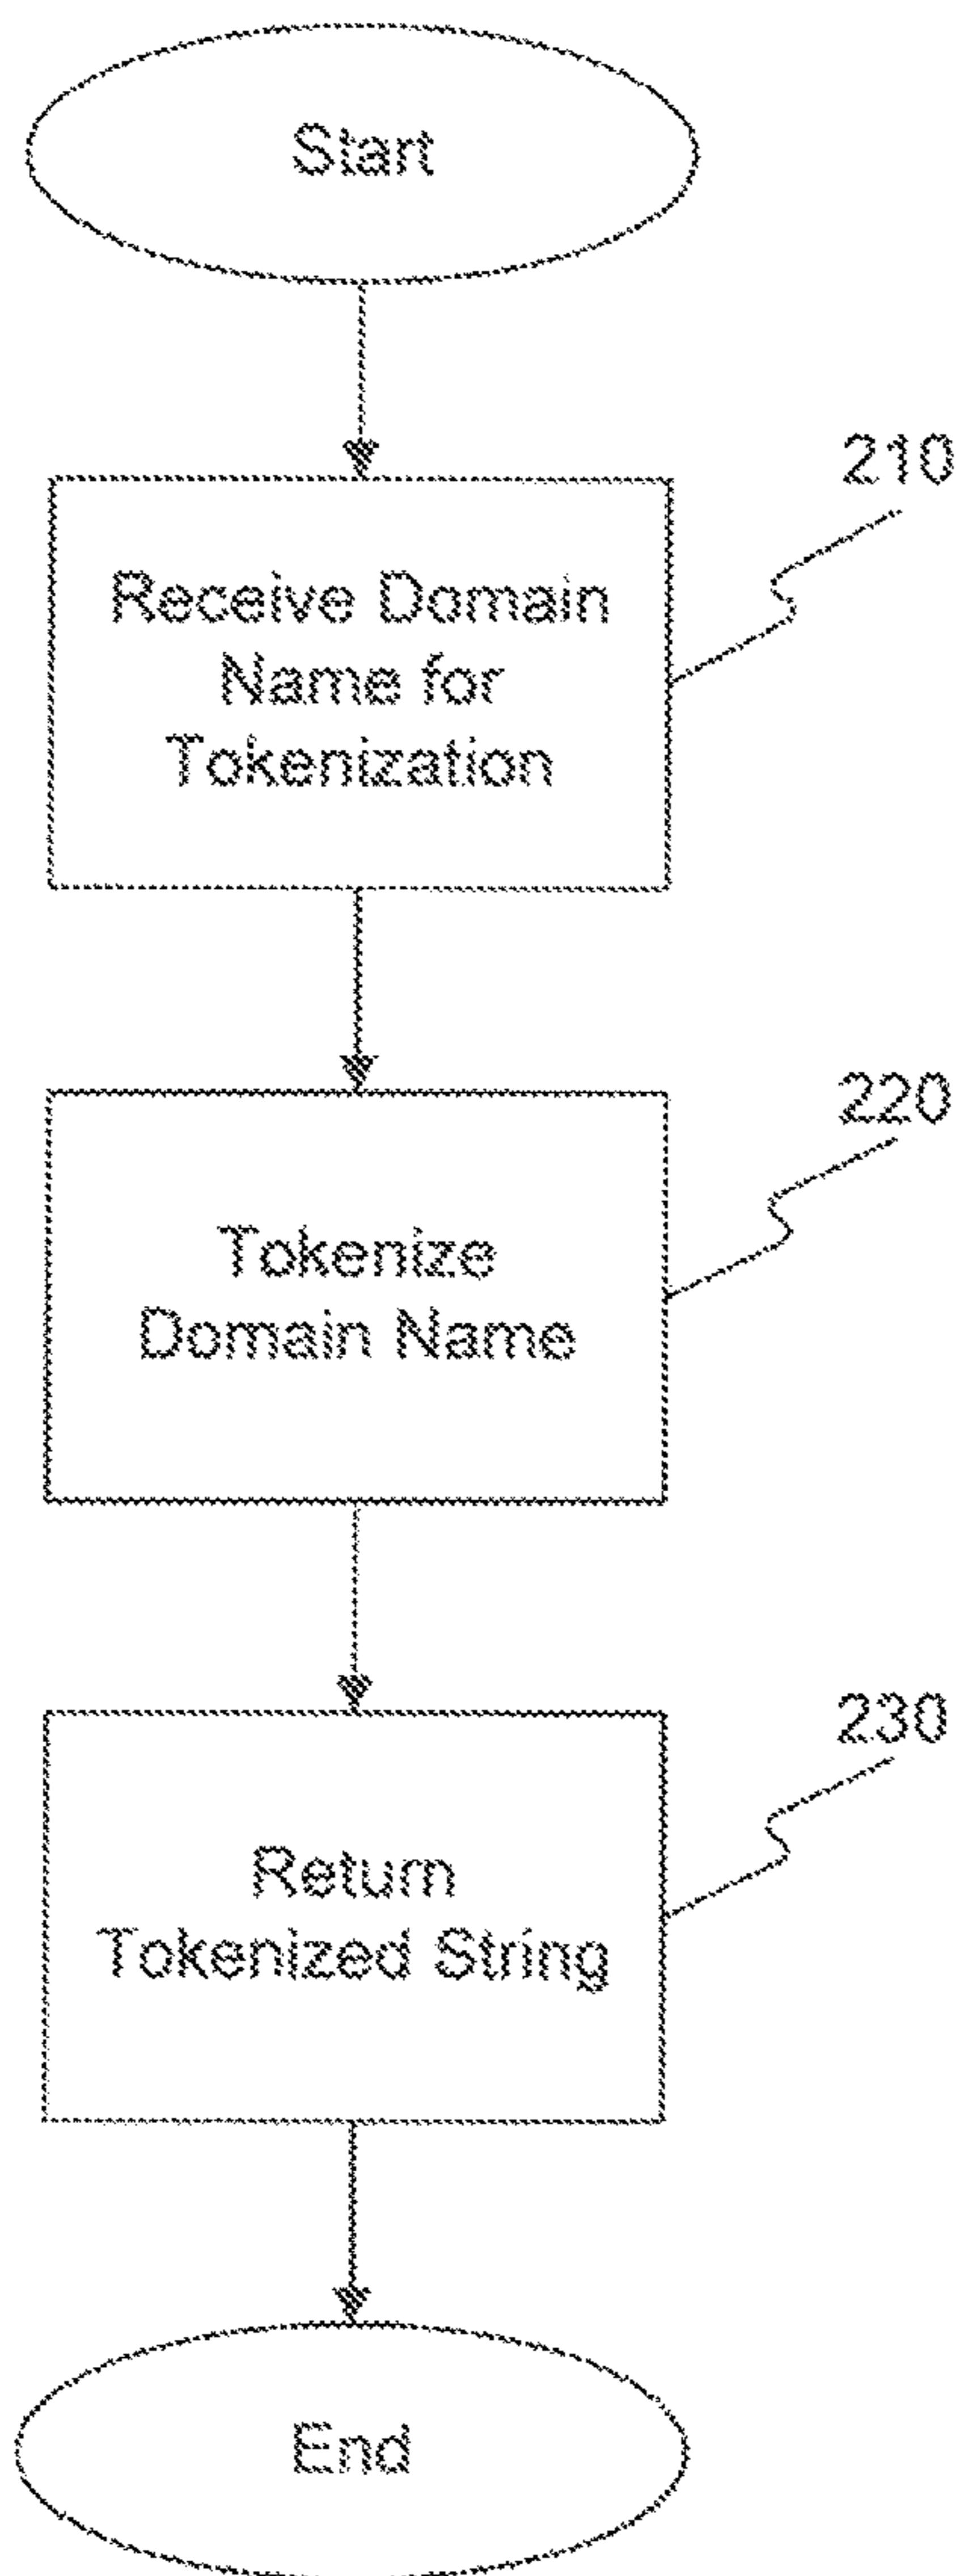 Start
210
Receive Domain
Name for
Tokenization
220
Tokenize
Domain Name
230
Return
Tokenized String
End